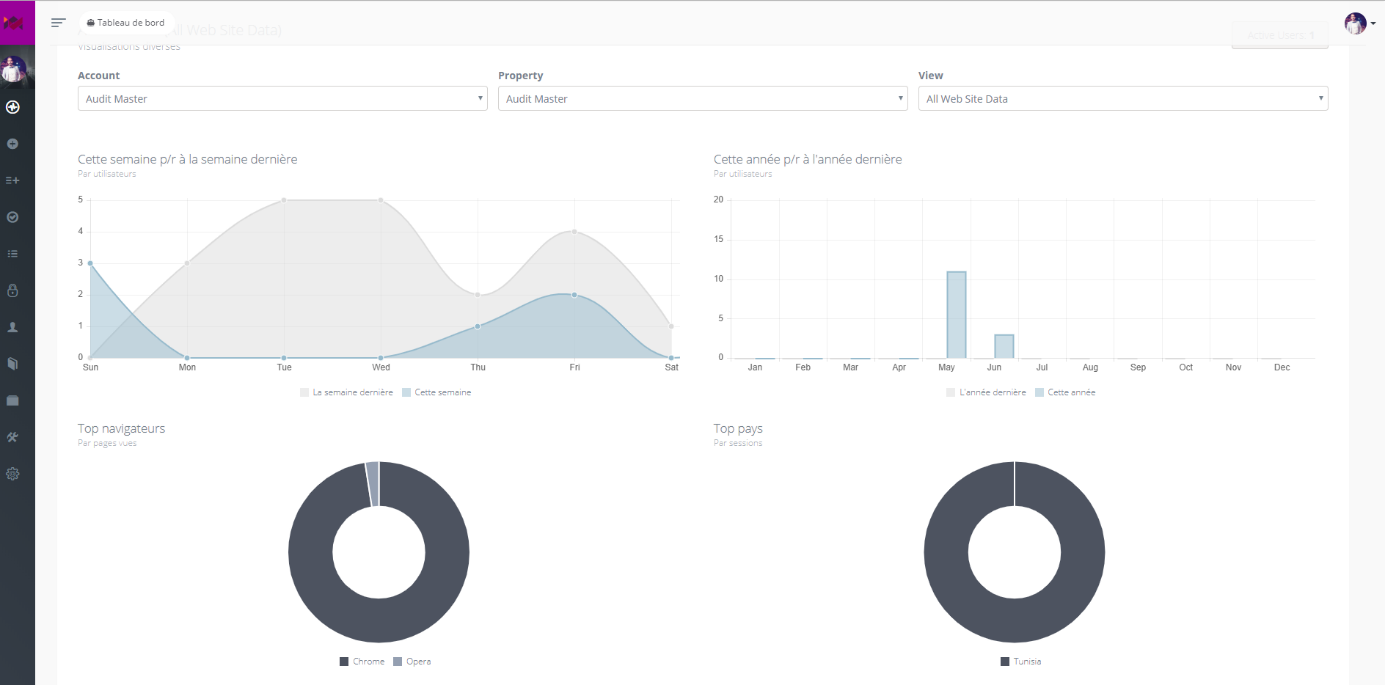 Tableau de bord
All Web Site Data)
Visualisations diverses
Active Users: 1
Account
Property
View
Audit Master
Audit Master
All Web Site Data
Cette semaine p/r à la semaine dernière
Par utilisateurs
5
4
3
2
1
0
Sun Mon Tue Wed Thu Fri Sat
La semaine dernière Cette semaine
Cette année p/r à l'année dernière
Par utilisateurs
20
15
10
5
0
Jan Feb Mar Apr May Jun Jul Aug Sep Oct Nov Dec
L'année dernière Cette année
Top navigateurs
Par pages vues
Chrome Opera
Top pays
Par sessions
Tunisia